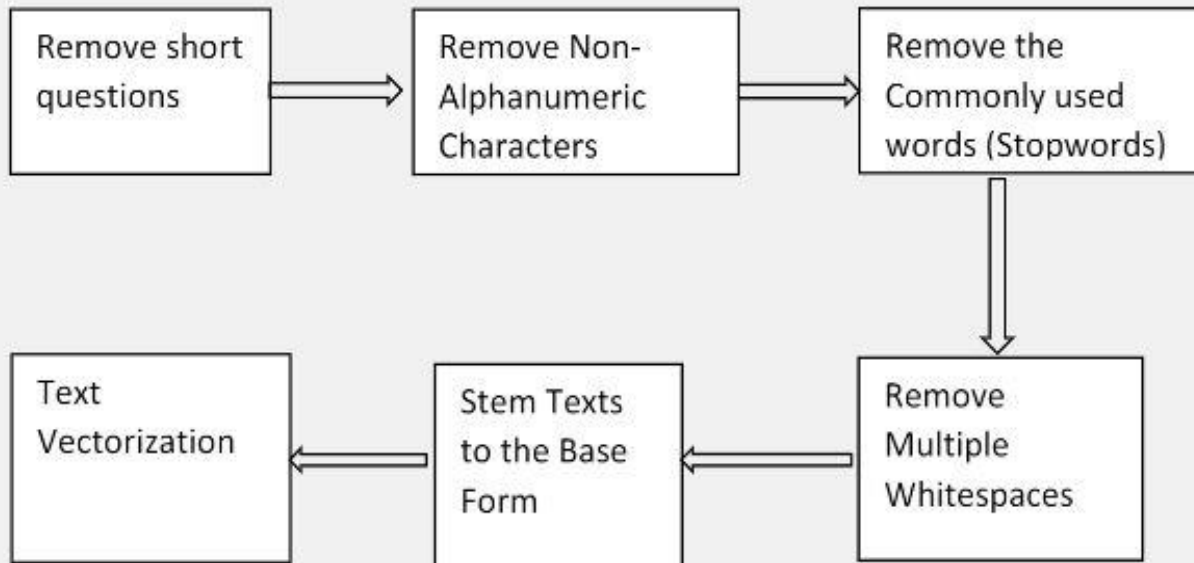 Remove short
questions
Remove Non-
Alphanumeric
Characters
Remove the
Commonly used
words (Stopwords)
Remove
Multiple
Whitespaces
Stem Texts
to the Base
Form
Text
Vectorization